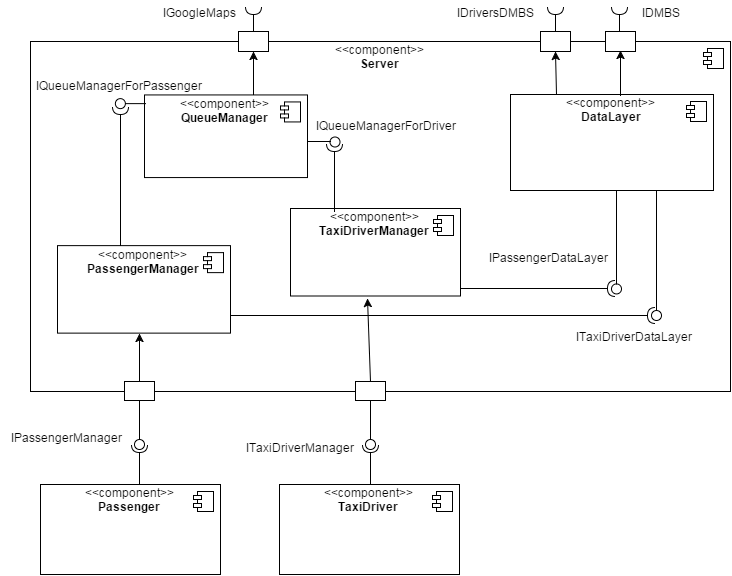 IGoogleMaps
IDriversDMBS
IDMBS
<<component>>
Server
IQueueManagerForPassenger
<<component>>
QueueManager
IQueueManagerForDriver
<<component>>
DataLayer
<<component>>
TaxiDriverManager
<<component>>
PassengerManager
IPassengerDataLayer
ITaxiDriverDataLayer
IPassengerManager
ITaxiDriverManager
<<component>>
Passenger
<<component>>
TaxiDriver